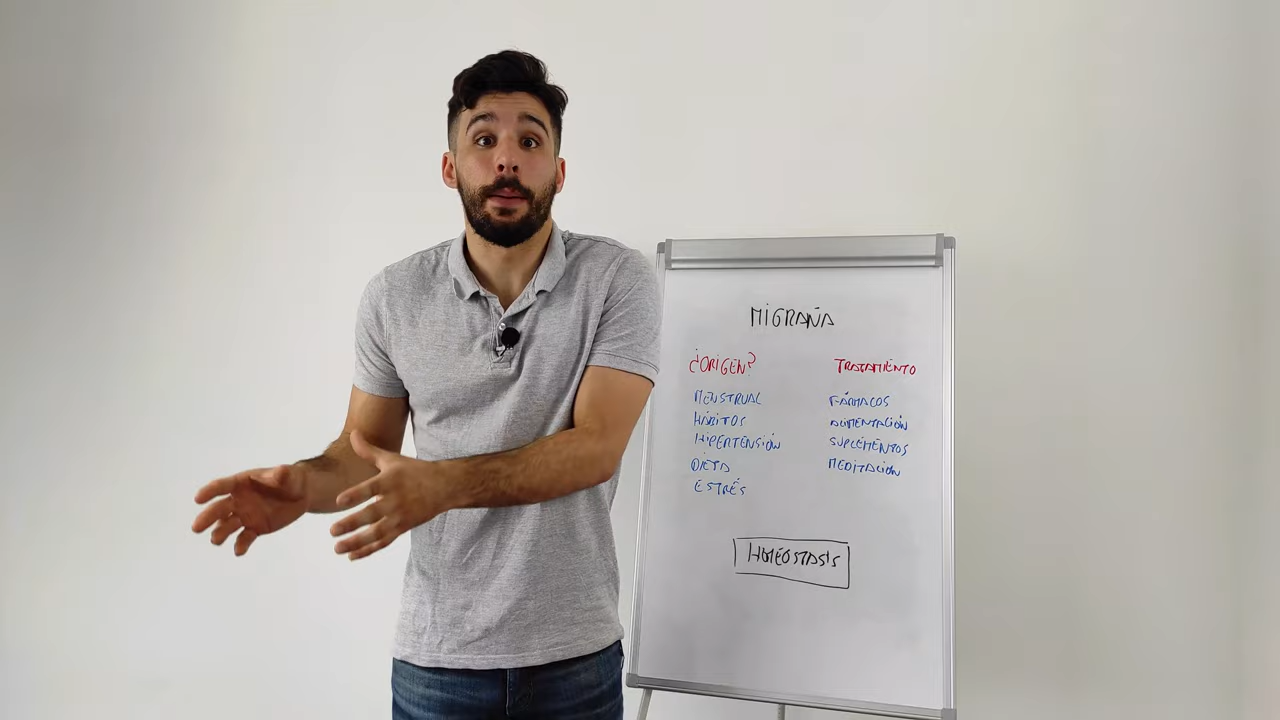 MIGRAÑA
¿ORIGEN?
MENSTRUAL
HÁBITOS
HIPERTENSIÓN
DIETA
ESTRÉS
TRATAMIENTO
FÁRMACOS
ALIMENTACIÓN
SUPLEMENTOS
MEDITACIÓN
HOMEOSTASIS